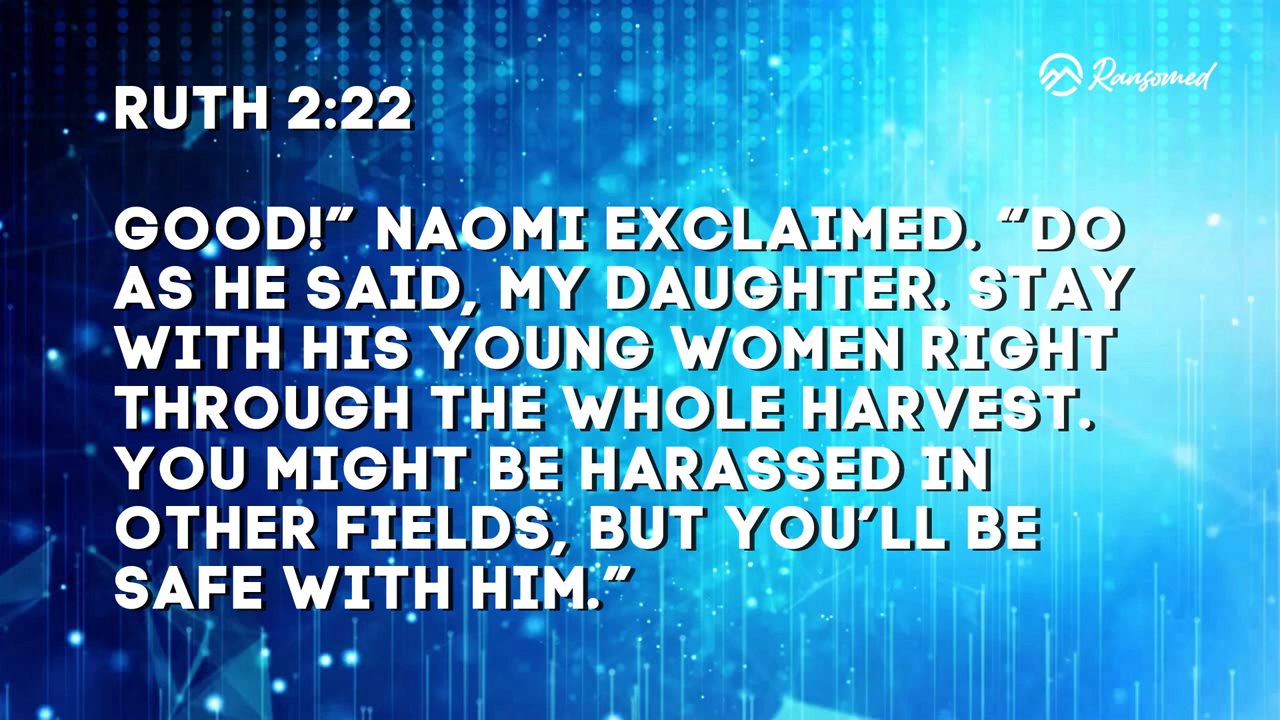 Ransomed
RUTH 2:22
GOOD!” NAOMI EXCLAIMED. “DO
AS HE SAID, MY DAUGHTER. STAY
WITH HIS YOUNG WOMEN RIGHT
THROUGH THE WHOLE HARVEST.
YOU MIGHT BE HARASSED IN
OTHER FIELDS, BUT YOU’LL BE
SAFE WITH HIM.”